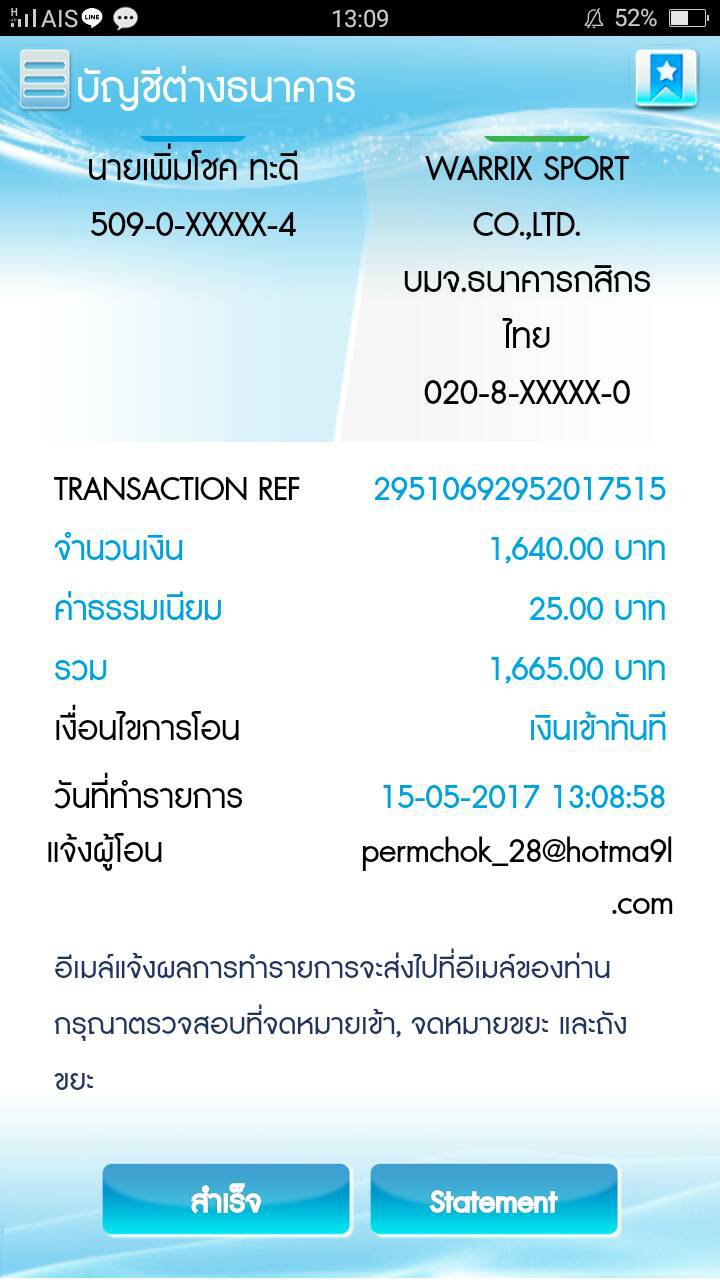 H AIS LINE 13:09 52%
บัญชีต่างธนาคาร
นายเพิ่มโชค ทะดี
509-0-XXXXX-4
WARRIX SPORT
CO.,LTD.
บมจ.ธนาคารกสิกร
ไทย
020-8-XXXXX-0
TRANSACTION REF 29510692952017515
จำนวนเงิน 1,640.00 บาท
ค่าธรรมเนียม 25.00 บาท
รวม 1,665.00 บาท
เงื่อนไขการโอน เงินเข้าทันที
วันที่ทำรายการ 15-05-2017 13:08:58
แจ้งผู้โอน permchok_28@hotma9l
.com
อีเมล์แจ้งผลการทำรายการจะส่งไปที่อีเมล์ของท่าน
กรุณาตรวจสอบที่จดหมายเข้า, จดหมายขยะ และถัง
ขยะ
สำเร็จ Statement